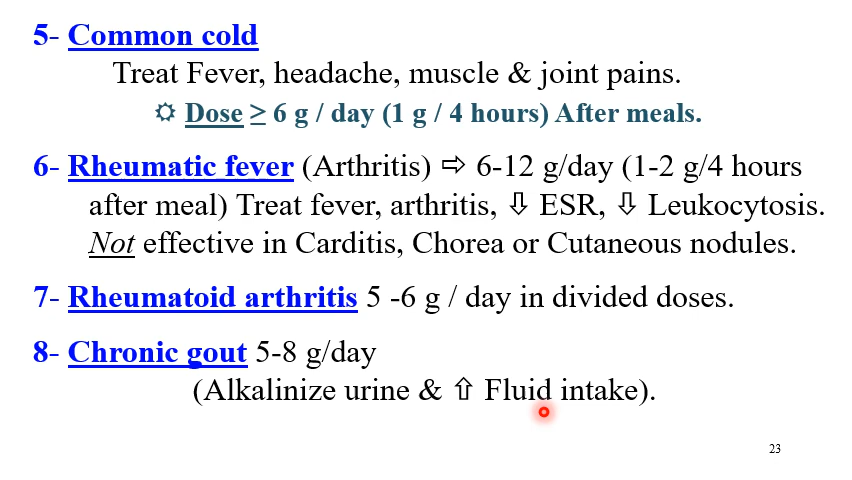 5- Common cold
Treat Fever, headache, muscle & joint pains.
☼ Dose ≥ 6 g / day (1 g / 4 hours) After meals.
6- Rheumatic fever (Arthritis) ⇨ 6-12 g/day (1-2 g/4 hours
after meal) Treat fever, arthritis, ⇩ ESR, ⇩ Leukocytosis.
Not effective in Carditis, Chorea or Cutaneous nodules.
7- Rheumatoid arthritis 5 -6 g / day in divided doses.
8- Chronic gout 5-8 g/day
(Alkalinize urine & ⇧ Fluid intake).
23